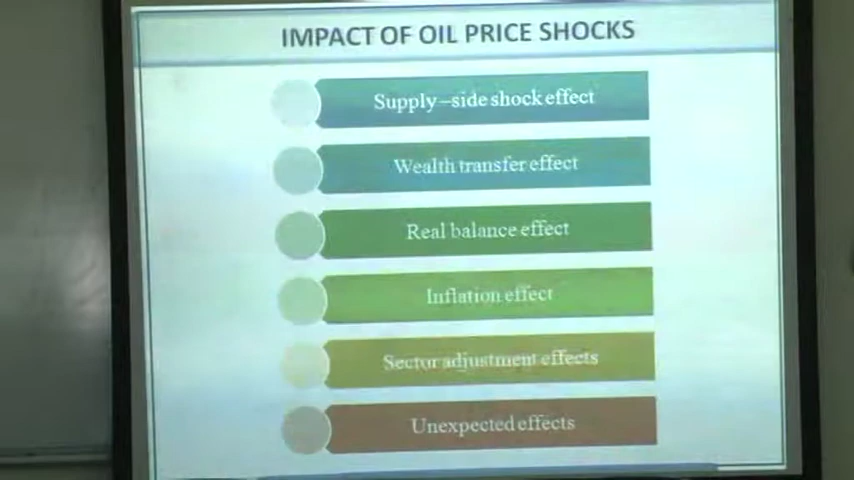 IMPACT OF OIL PRICE SHOCKS
Supply –side shock effect
Wealth transfer effect
Real balance effect
Inflation effect
Sector adjustment effects
Unexpected effects